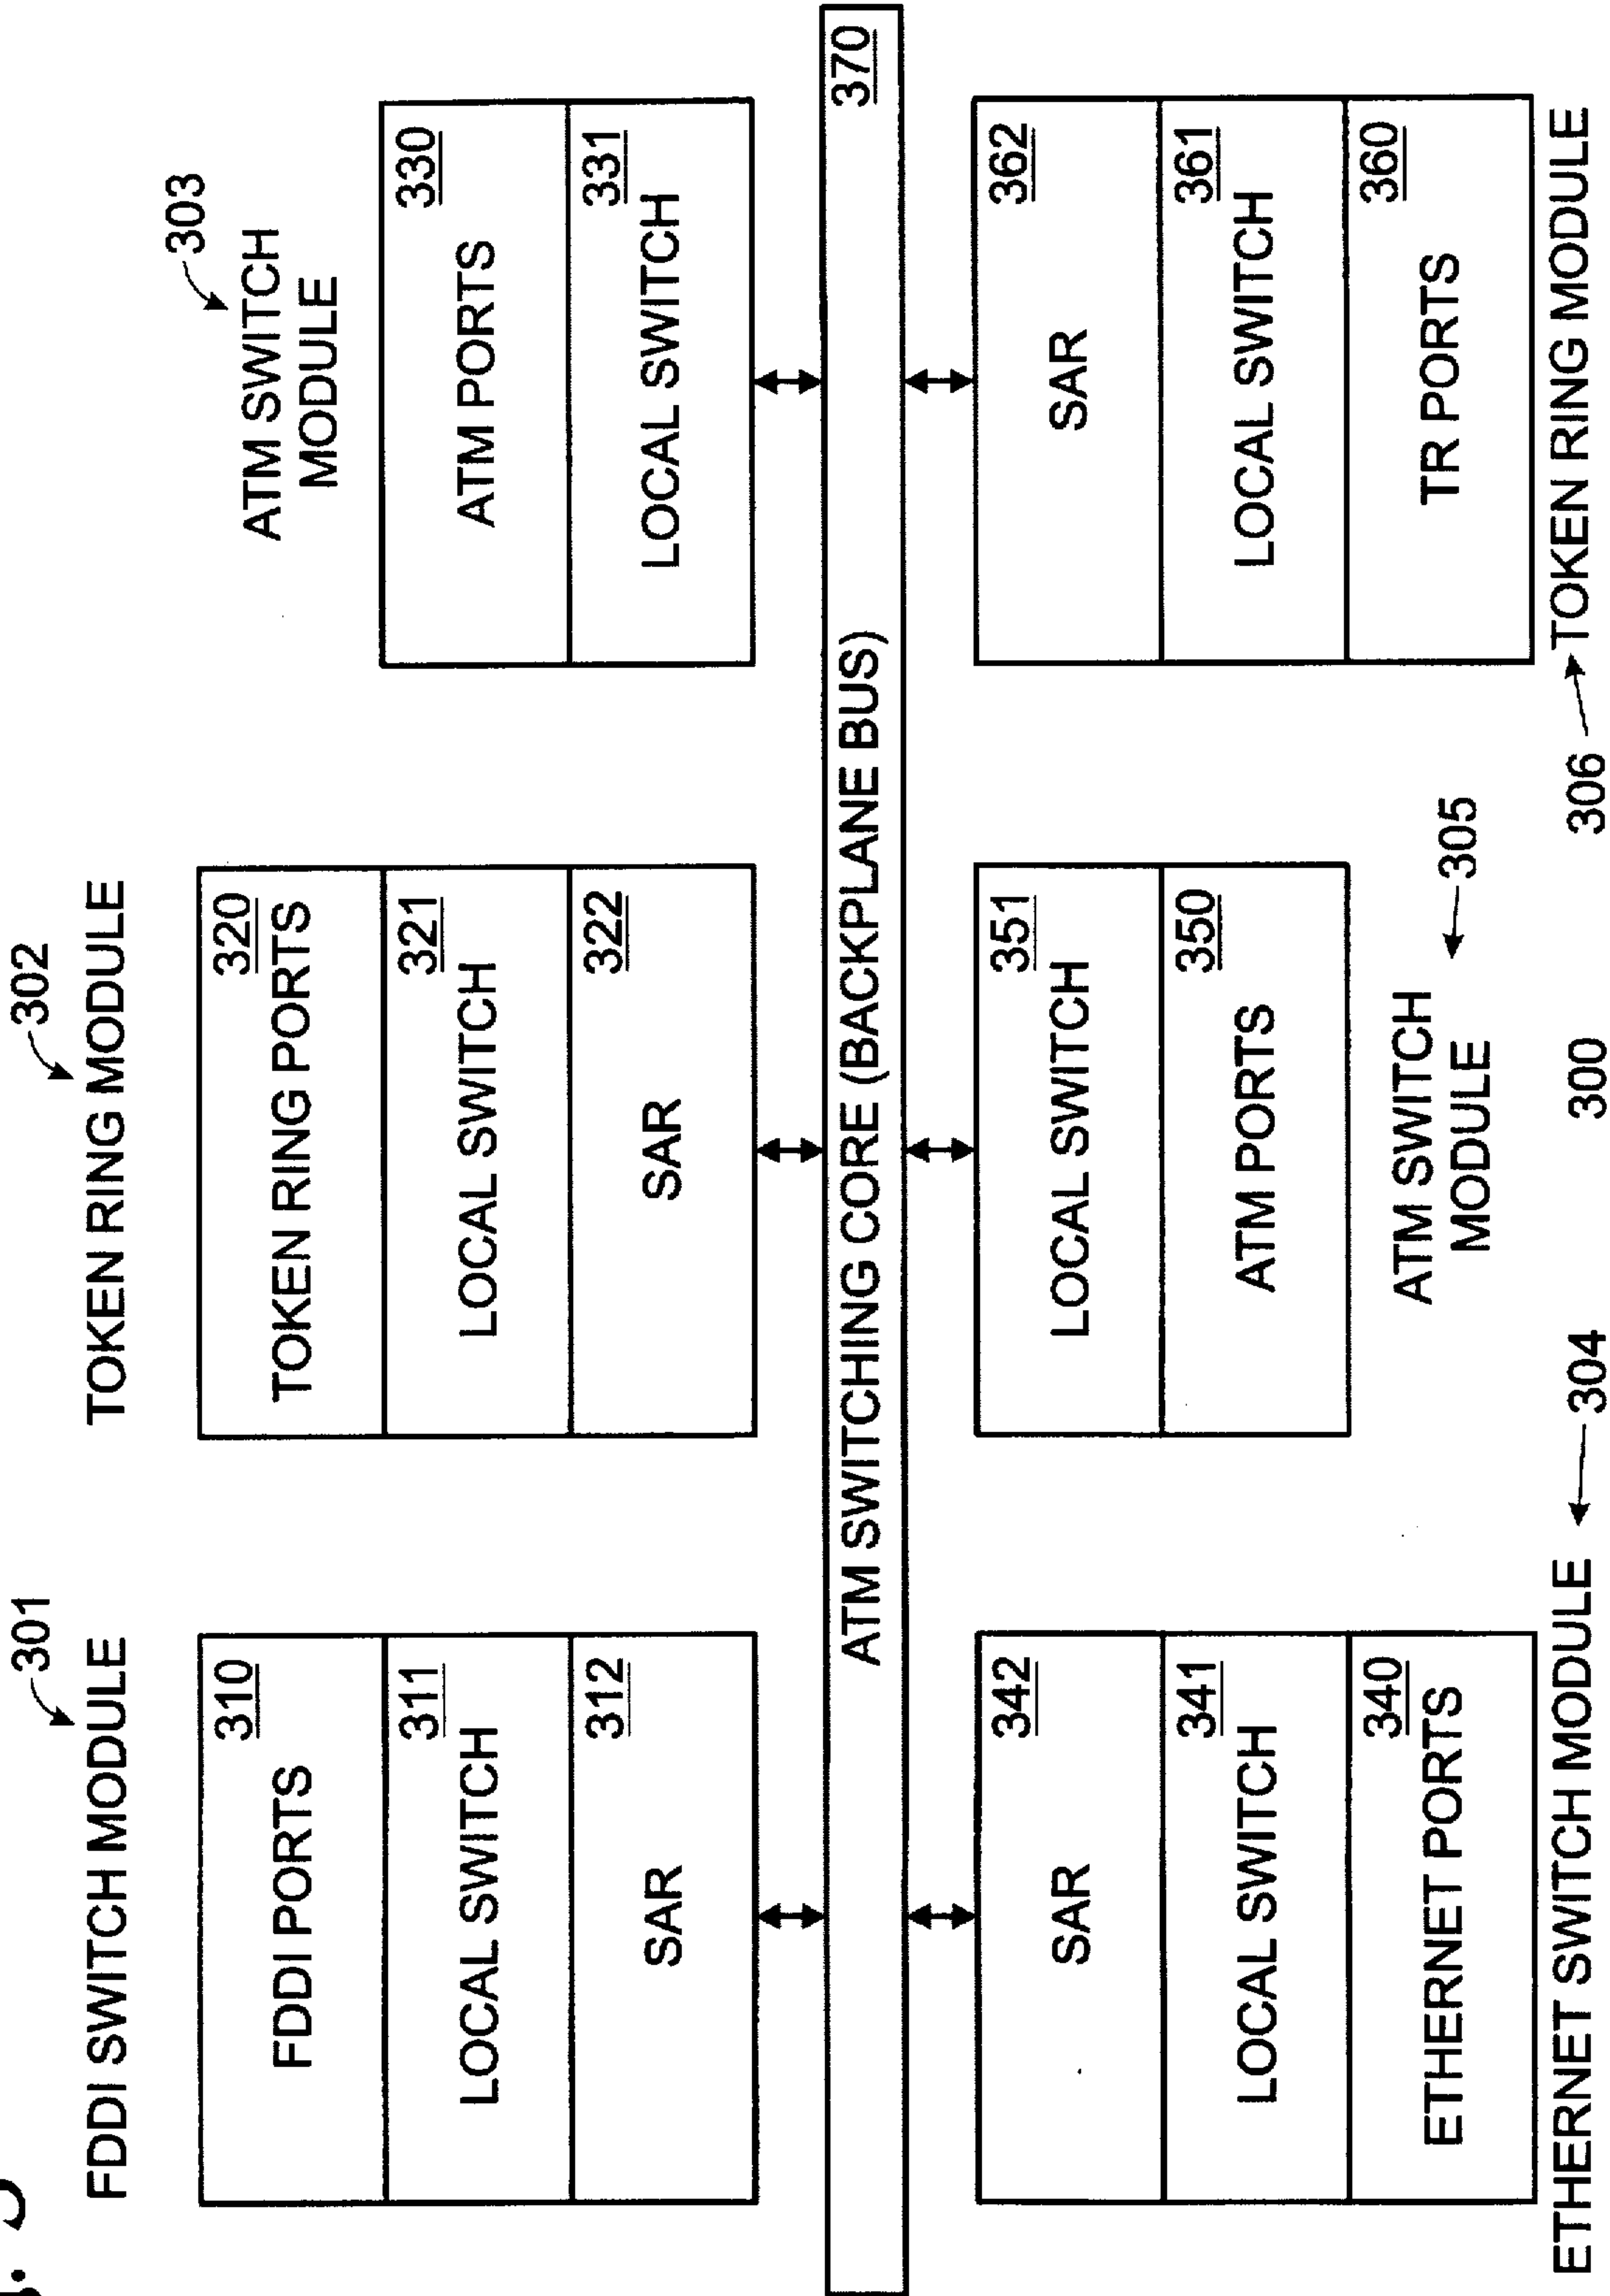 301
FDDI SWITCH MODULE
310
FDDI PORTS
311
LOCAL SWITCH
312
SAR
302
TOKEN RING MODULE
320
TOKEN RING PORTS
321
LOCAL SWITCH
322
SAR
303
ATM SWITCH
MODULE
330
ATM PORTS
331
LOCAL SWITCH
ATM SWITCHING CORE (BACKPLANE BUS)
370
342
SAR
341
LOCAL SWITCH
340
ETHERNET PORTS
ETHERNET SWITCH MODULE
304
351
LOCAL SWITCH
350
ATM PORTS
ATM SWITCH
MODULE
305
300
362
SAR
361
LOCAL SWITCH
360
TR PORTS
306
TOKEN RING MODULE